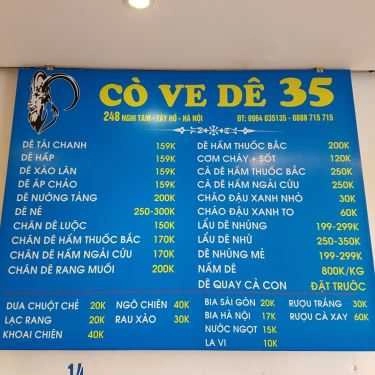 CÒ VE DÊ 35
248 NGHI TÀM - TÂY HỒ - HÀ NỘI ĐT: 0964 035135 - 0888 715 715
DÊ TÁI CHANH 159K
DÊ HẤP 159K
DÊ XÀO LĂN 159K
DÊ ÁP CHẢO 159K
DÊ NƯỚNG TẢNG 200K
DÊ NÉ 250-300K
CHÂN DÊ LUỘC 150K
CHÂN DÊ HẦM THUỐC BẮC 170K
CHÂN DÊ HẦM NGẢI CỨU 170K
CHÂN DÊ RANG MUỐI 200K
DÊ HẦM THUỐC BẮC 200K
CƠM CHÁY + SỐT 120K
CÀ DÊ HẦM THUỐC BẮC 250K
CÀ DÊ HẦM NGẢI CỨU 250K
CHÁO ĐẬU XANH NHỎ 30K
CHÁO ĐẬU XANH TO 60K
LẨU DÊ NHÚNG 199-299K
LẨU DÊ NHỪ 250-350K
DÊ NHÚNG MẺ 199-299K
NẦM DÊ 800K/KG
DÊ QUAY CẢ CON ĐẶT TRƯỚC
DƯA CHUỘT CHẺ 20K
LẠC RANG 20K
KHOAI CHIÊN 40K
NGÔ CHIÊN 40K
RAU XÀO 30K
BIA SÀI GÒN 20K
BIA HÀ NỘI 17K
NƯỚC NGỌT 15K
LA VI 10K
RƯỢU TRẮNG 30K
RƯỢU CÀ XAY 60K
14